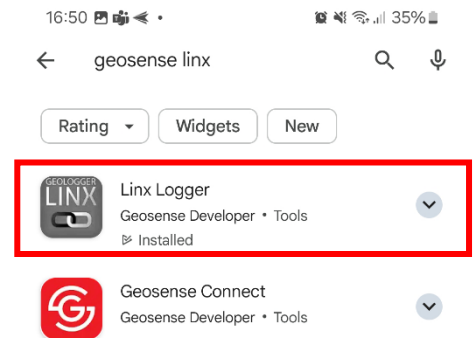 16:50 35%
geosense linx
Rating Widgets New
GEOLOGGER
LINX
Linx Logger
Geosense Developer • Tools
Installed
Geosense Connect
Geosense Developer • Tools